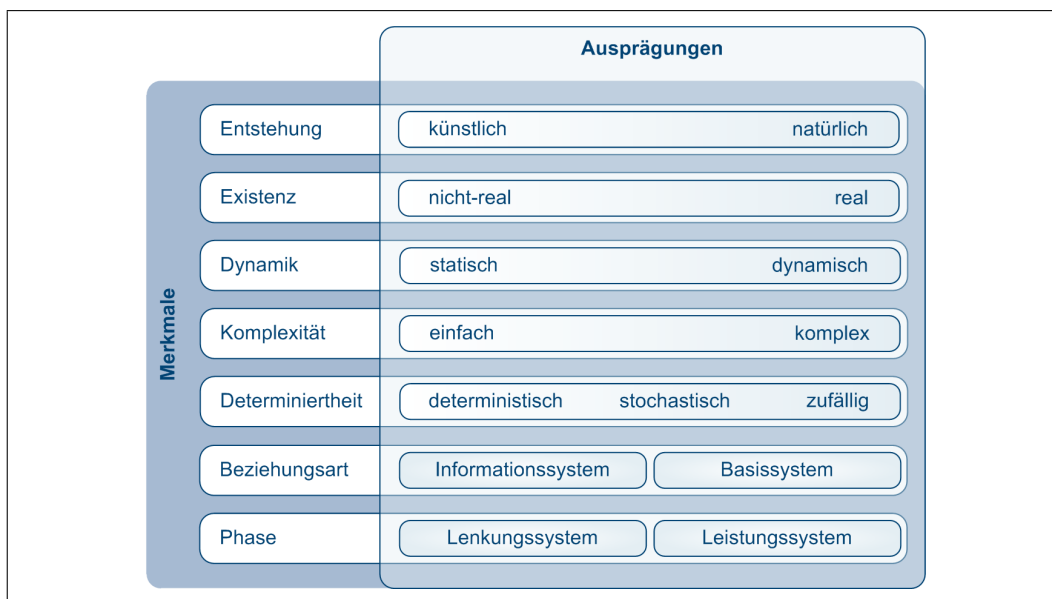 Ausprägungen
Merkmale
Entstehung künstlich natürlich
Existenz nicht-real real
Dynamik statisch dynamisch
Komplexität einfach komplex
Determiniertheit deterministisch stochastisch zufällig
Beziehungsart Informationssystem Basissystem
Phase Lenkungssystem Leistungssystem